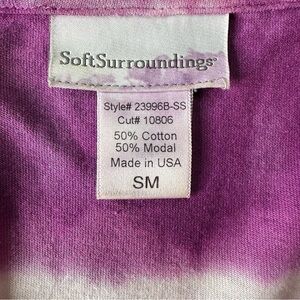 SoftSurroundings®
Style# 23996B-SS
Cut# 10806
50% Cotton
50% Modal
Made in USA
SM